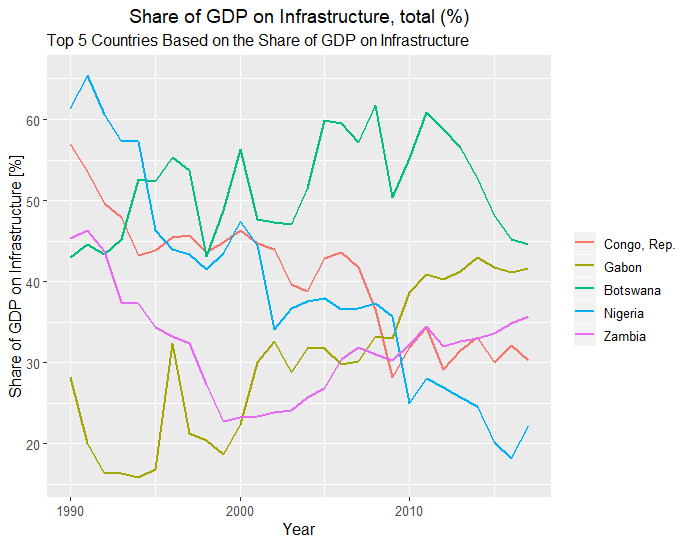 Share of GDP on Infrastructure, total (%)
Top 5 Countries Based on the Share of GDP on Infrastructure
Share of GDP on Infrastructure [%]
60
50
40
30
20
1990
2000
2010
Year
Congo, Rep.
Gabon
Botswana
Nigeria
Zambia